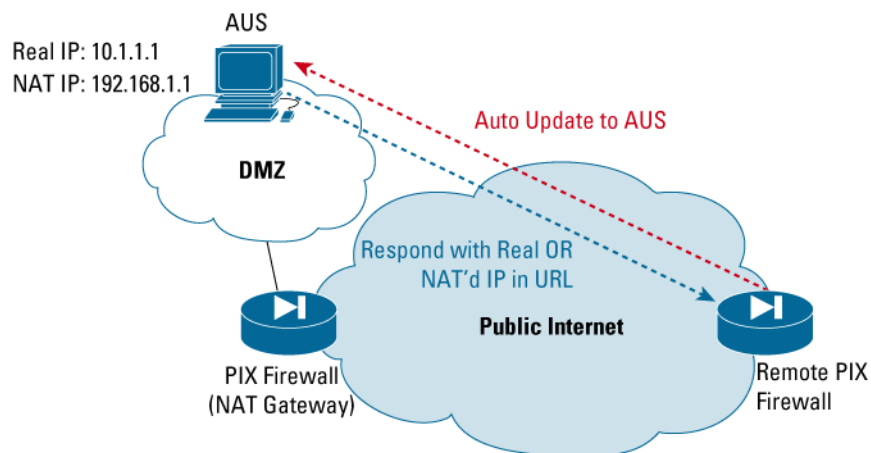 AUS
Real IP: 10.1.1.1
NAT IP: 192.168.1.1
Auto Update to AUS
DMZ
Respond with Real OR
NAT'd IP in URL
Public Internet
PIX Firewall
(NAT Gateway)
Remote PIX
Firewall